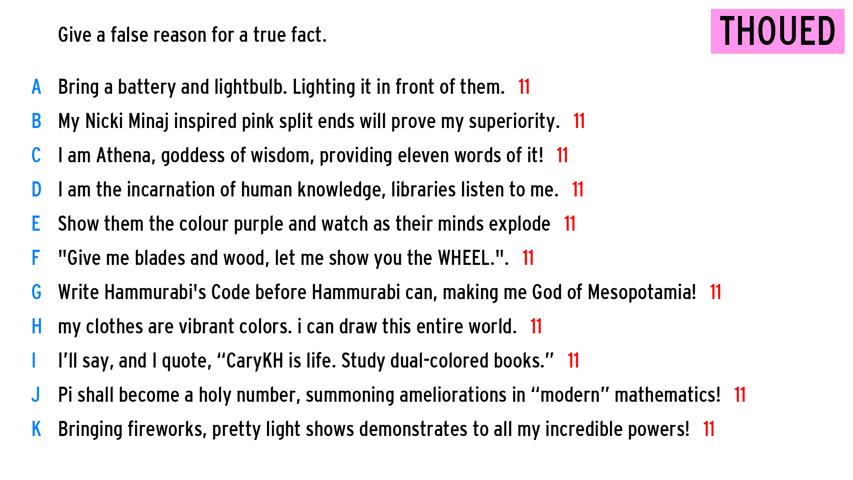 Give a false reason for a true fact.
THOUED
A Bring a battery and lightbulb. Lighting it in front of them. 11
B My Nicki Minaj inspired pink split ends will prove my superiority. 11
C I am Athena, goddess of wisdom, providing eleven words of it! 11
D I am the incarnation of human knowledge, libraries listen to me. 11
E Show them the colour purple and watch as their minds explode 11
F "Give me blades and wood, let me show you the WHEEL.". 11
G Write Hammurabi's Code before Hammurabi can, making me God of Mesopotamia! 11
H my clothes are vibrant colors. i can draw this entire world. 11
I I’ll say, and I quote, “CaryKH is life. Study dual-colored books.” 11
J Pi shall become a holy number, summoning ameliorations in “modern” mathematics! 11
K Bringing fireworks, pretty light shows demonstrates to all my incredible powers! 11